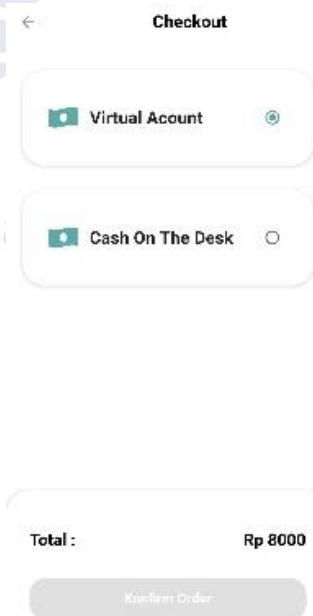 Checkout
Virtual Acount
Cash On The Desk
Total : Rp 8000
Konfirm Order